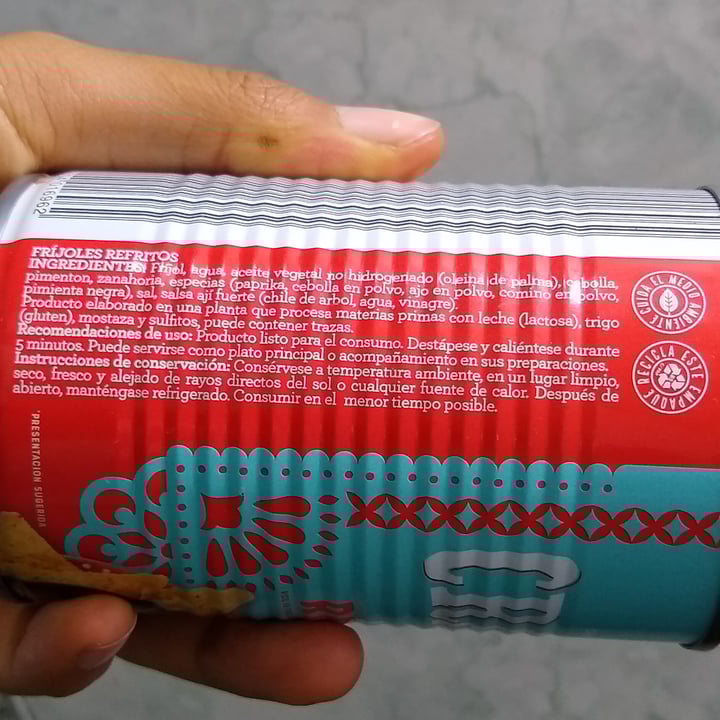 FRÍJOLES REFRITOS
INGREDIENTES: Fríjol, agua, aceite vegetal no hidrogenado (oleína de palma), cebolla,
pimenton, zanahoria, especias (paprika, cebolla en polvo, ajo en polvo, comino en polvo,
pimienta negra), sal, salsa ají fuerte (chile de arbol, agua, vinagre).
Producto elaborado en una planta que procesa materias primas con leche (lactosa), trigo
(gluten), mostaza y sulfitos, puede contener trazas.
Recomendaciones de uso: Producto listo para el consumo. Destápese y caliéntese durante
5 minutos. Puede servirse como plato principal o acompañamiento en sus preparaciones.
Instrucciones de conservación: Consérvese a temperatura ambiente, en un lugar limpio,
seco, fresco y alejado de rayos directos del sol o cualquier fuente de calor. Después de
abierto, manténgase refrigerado. Consumir en el menor tiempo posible.
CUIDA EL MEDIO AMBIENTE
RECICLA ESTE EMPAQUE
*PRESENTACION SUGERIDA